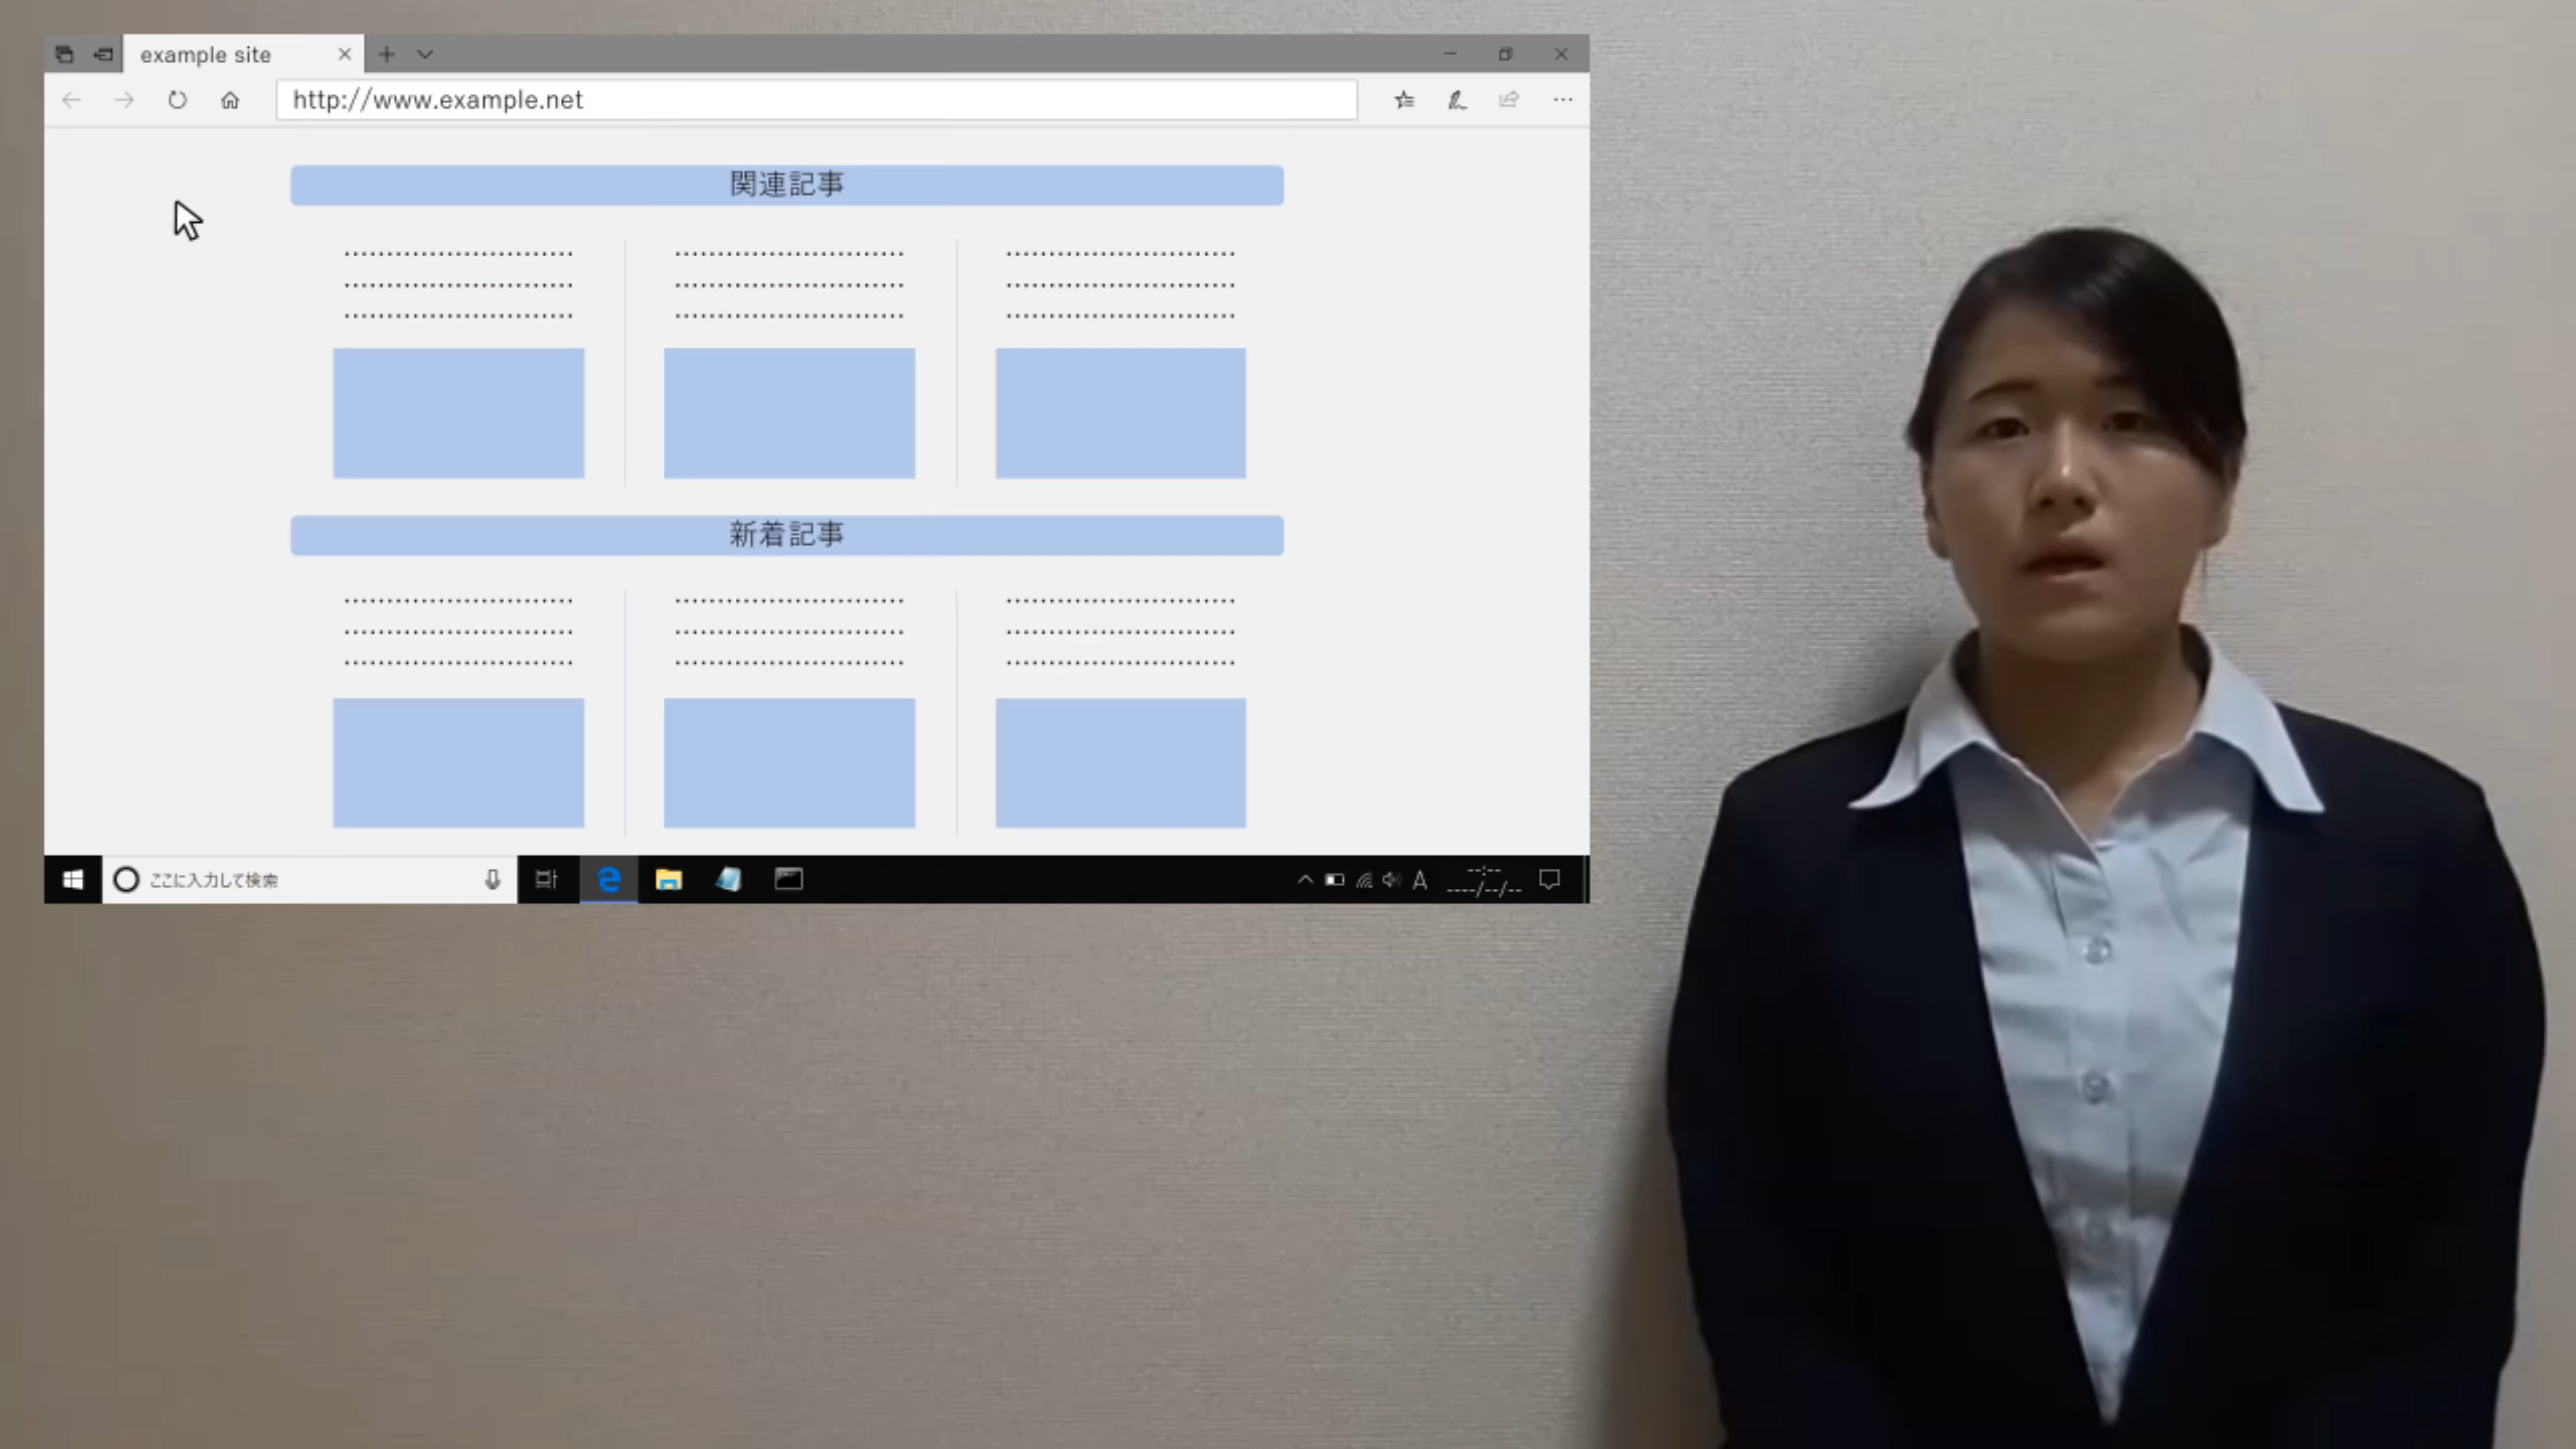 example site
http://www.example.net
関連記事
新着記事
ここに入力して検索
A
--:--
----/--/--